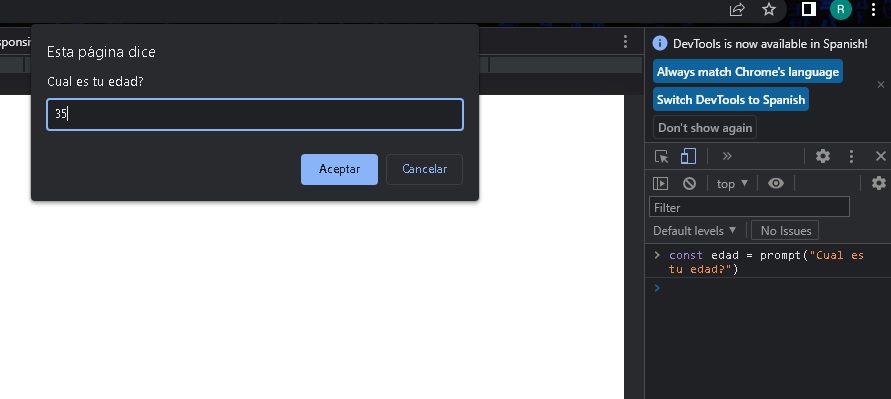 R
sponsi
Esta página dice
Cual es tu edad?
35
Aceptar
Cancelar
DevTools is now available in Spanish!
Always match Chrome's language
Switch DevTools to Spanish
Don't show again
top
Filter
Default levels
No Issues
const edad = prompt("Cual es
tu edad?")